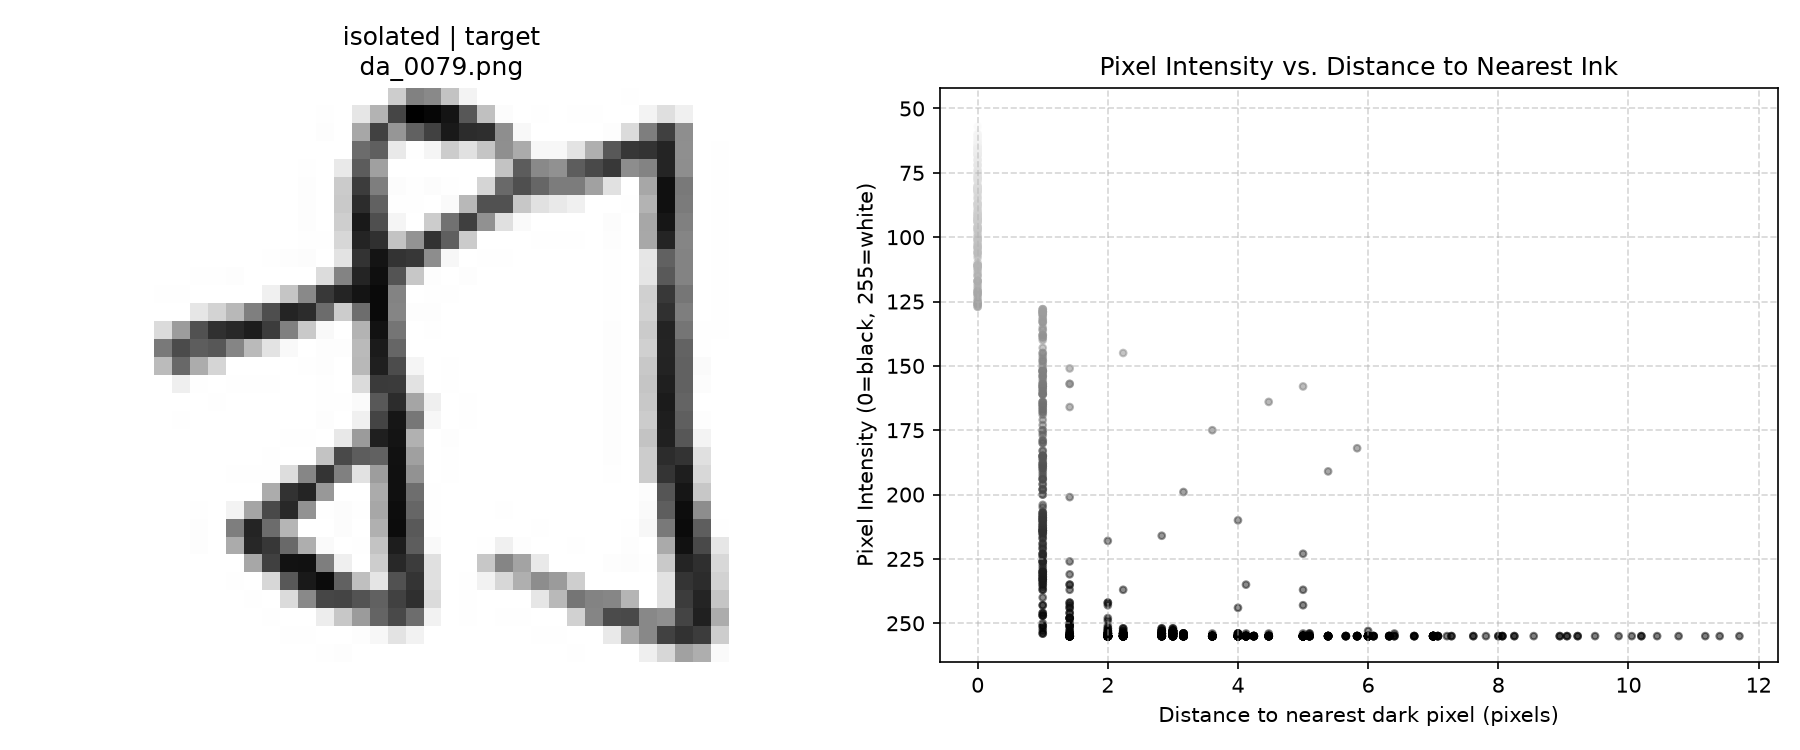 isolated | target
da_0079.png
Pixel Intensity vs. Distance to Nearest Ink
Pixel Intensity (0=black, 255=white)
50
75
100
125
150
175
200
225
250
0 2 4 6 8 10 12
Distance to nearest dark pixel (pixels)